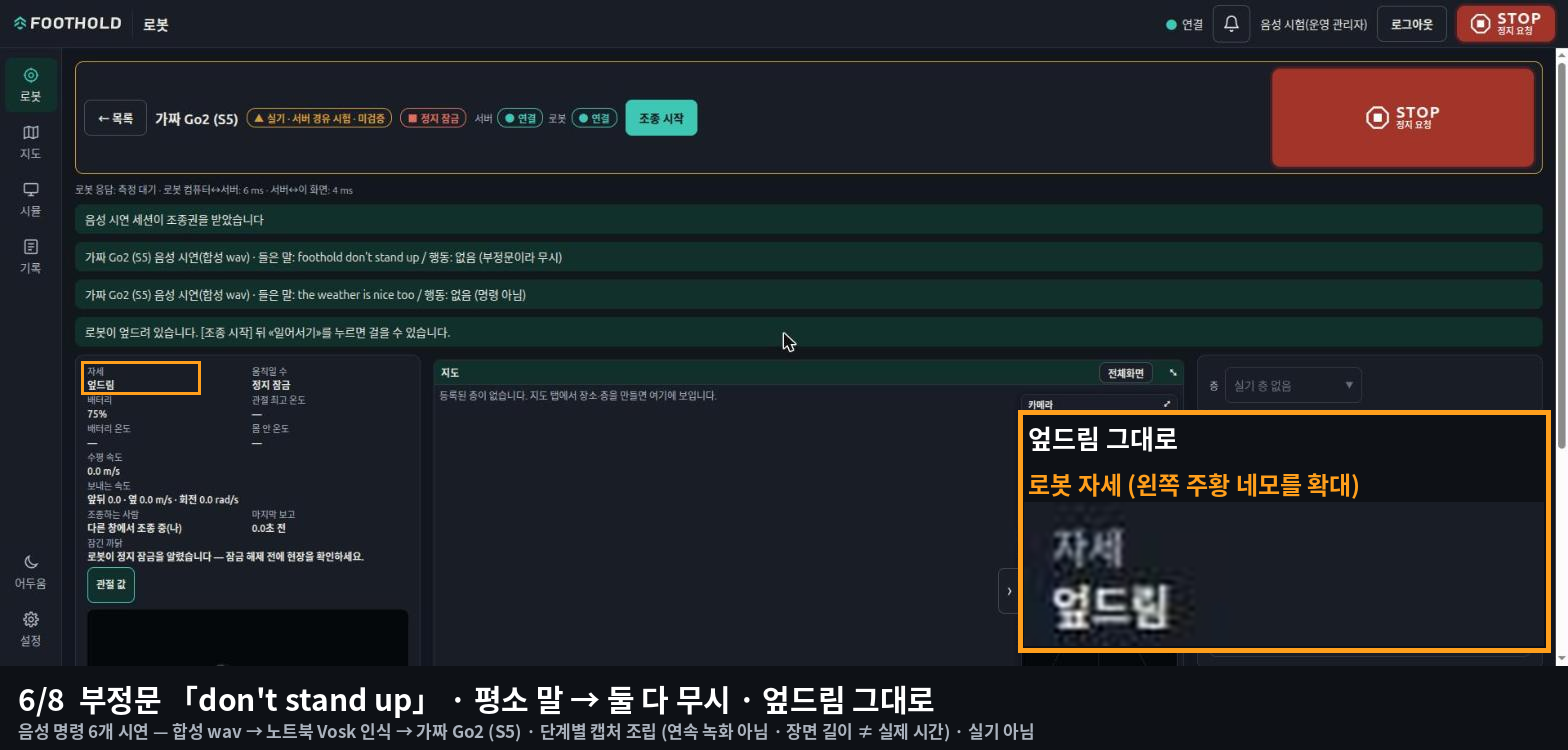 FOOTHOLD 로봇
연결 음성 시험(운영 관리자) 로그아웃 STOP 정지 요청
로봇
지도
시뮬
기록
어두움
설정
← 목록 가짜 Go2 (S5) ▲ 실기 · 서버 경유 시험 · 미검증 ■ 정지 잠금 서버 ● 연결 로봇 ● 연결 조종 시작
STOP
정지 요청
로봇 응답: 측정 대기 · 로봇 컴퓨터↔서버: 6 ms · 서버↔이 화면: 4 ms
음성 시연 세션이 조종권을 받았습니다
가짜 Go2 (S5) 음성 시연(합성 wav) · 들은 말: foothold don't stand up / 행동: 없음 (부정문이라 무시)
가짜 Go2 (S5) 음성 시연(합성 wav) · 들은 말: the weather is nice too / 행동: 없음 (명령 아님)
로봇이 엎드려 있습니다. [조종 시작] 뒤 «일어서기»를 누르면 걸을 수 있습니다.
자세 움직일 수
엎드림 정지 잠금
배터리 관절 최고 온도
75% —
배터리 온도 몸 안 온도
— —
수평 속도
0.0 m/s
보내는 속도
앞뒤 0.0 · 옆 0.0 m/s · 회전 0.0 rad/s
조종하는 사람 마지막 보고
다른 창에서 조종 중(나) 0.0초 전
잠긴 까닭
로봇이 정지 잠금을 알렸습니다 — 잠금 해제 전에 현장을 확인하세요.
관절 값
지도 전체화면
등록된 층이 없습니다. 지도 탭에서 장소·층을 만들면 여기에 보입니다.
카메라
층 실기 층 없음
엎드림 그대로
로봇 자세 (왼쪽 주황 네모를 확대)
자세
엎드림
6/8 부정문 「don't stand up」 · 평소 말 → 둘 다 무시 · 엎드림 그대로
음성 명령 6개 시연 — 합성 wav → 노트북 Vosk 인식 → 가짜 Go2 (S5) · 단계별 캡처 조립 (연속 녹화 아님 · 장면 길이 ≠ 실제 시간) · 실기 아님